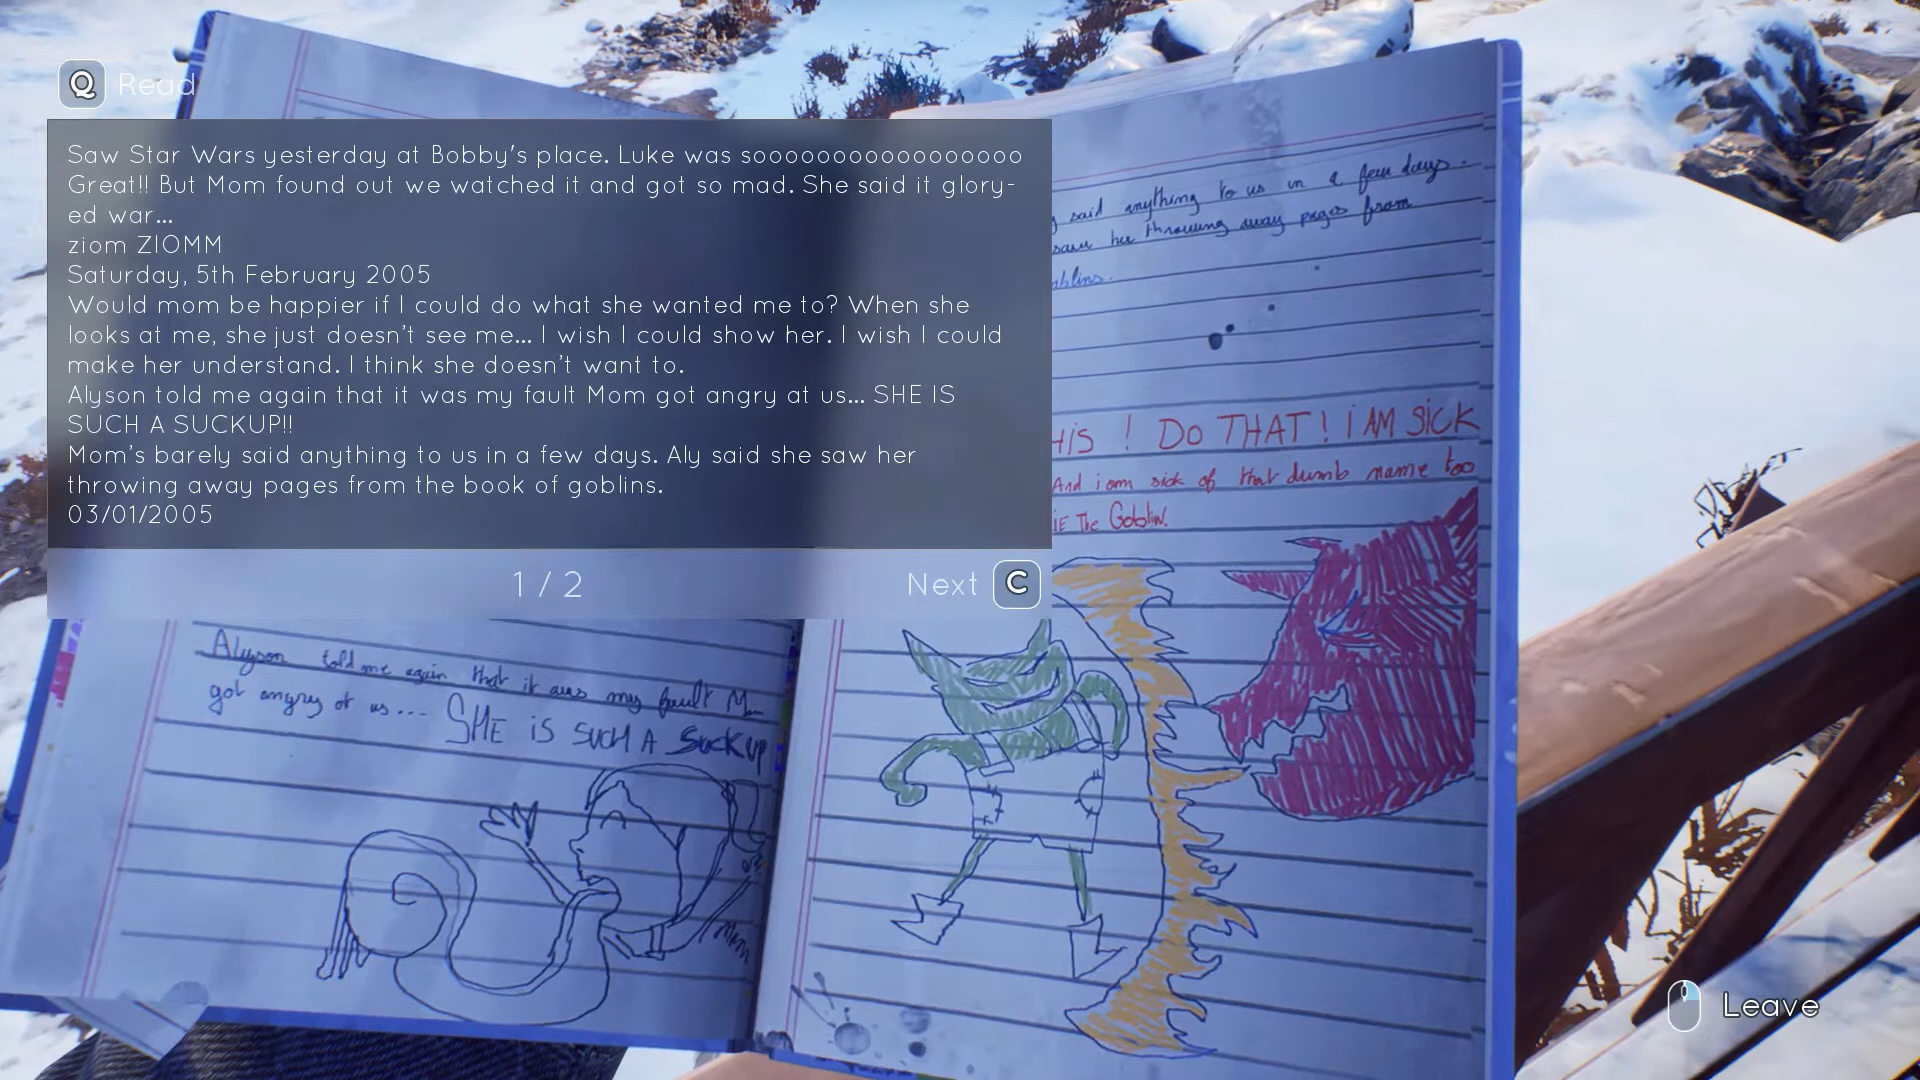 Q Read
Saw Star Wars yesterday at Bobby's place. Luke was sooooooooooooooooo
Great!! But Mom found out we watched it and got so mad. She said it glory-
ed war...
ziom ZIOMM
Saturday, 5th February 2005
Would mom be happier if I could do what she wanted me to? When she
looks at me, she just doesn't see me... I wish I could show her. I wish I could
make her understand. I think she doesn't want to.
Alyson told me again that it was my fault Mom got angry at us... SHE IS
SUCH A SUCKUP!!
Mom's barely said anything to us in a few days. Aly said she saw her
throwing away pages from the book of goblins.
03/01/2005
1 / 2
Next C
Alyson told me again that it was my fault
got angry at us... SHE IS SUCH A SUCKUP
said anything to us in a few days.
saw her throwing away pages from
HIS ! DO THAT ! I AM SICK
And i am sick of that dumb name too
IE The Goblin.
Leave